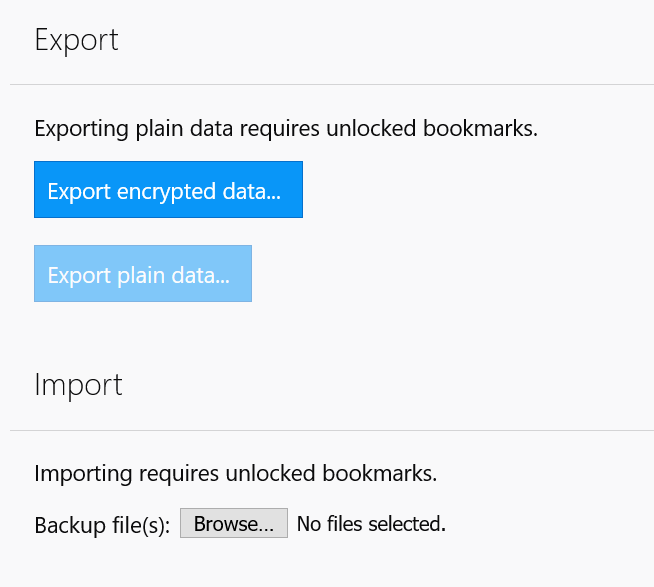 Export
Exporting plain data requires unlocked bookmarks.
Export encrypted data...
Export plain data...
Import
Importing requires unlocked bookmarks.
Backup file(s): Browse... No files selected.